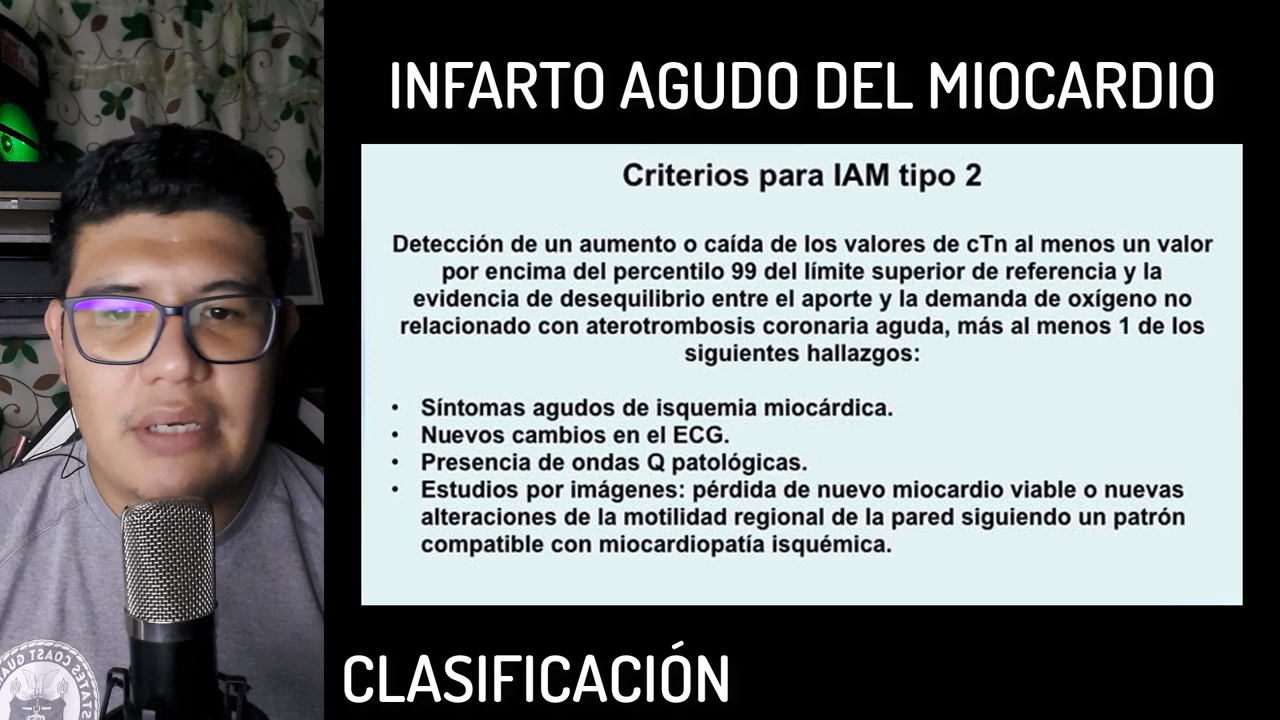 INFARTO AGUDO DEL MIOCARDIO
Criterios para IAM tipo 2
Detección de un aumento o caída de los valores de cTn al menos un valor
por encima del percentilo 99 del límite superior de referencia y la
evidencia de desequilibrio entre el aporte y la demanda de oxígeno no
relacionado con aterotrombosis coronaria aguda, más al menos 1 de los
siguientes hallazgos:
• Síntomas agudos de isquemia miocárdica.
• Nuevos cambios en el ECG.
• Presencia de ondas Q patológicas.
• Estudios por imágenes: pérdida de nuevo miocardio viable o nuevas
alteraciones de la motilidad regional de la pared siguiendo un patrón
compatible con miocardiopatía isquémica.
CLASIFICACIÓN